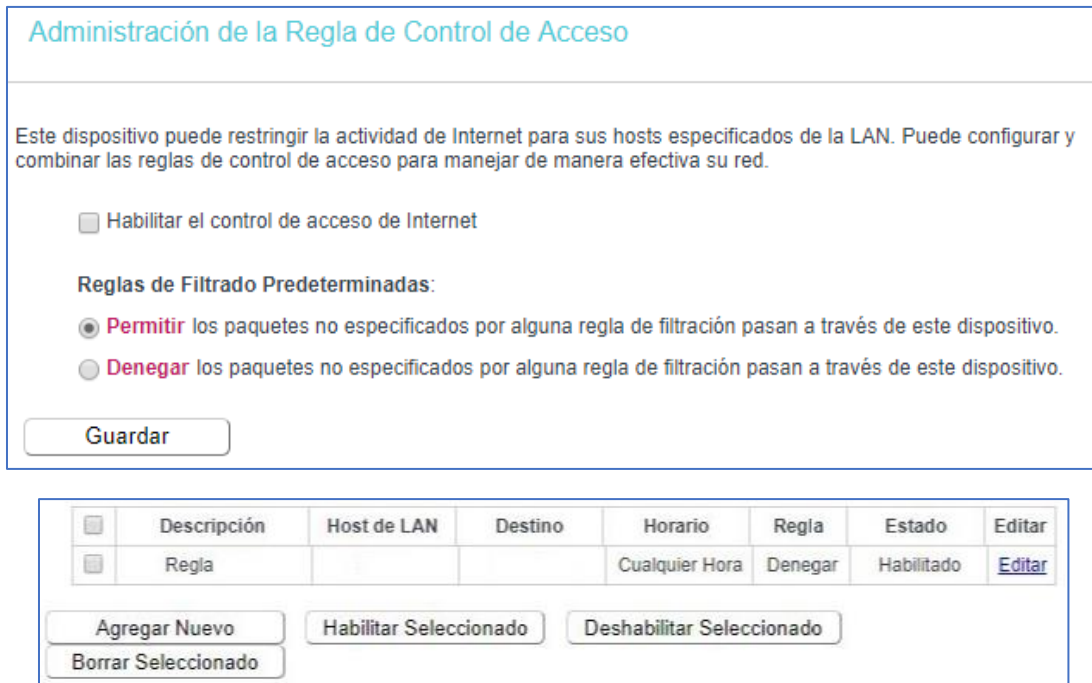 Administración de la Regla de Control de Acceso
Este dispositivo puede restringir la actividad de Internet para sus hosts especificados de la LAN. Puede configurar y
combinar las reglas de control de acceso para manejar de manera efectiva su red.
Habilitar el control de acceso de Internet
Reglas de Filtrado Predeterminadas:
Permitir los paquetes no especificados por alguna regla de filtración pasan a través de este dispositivo.
Denegar los paquetes no especificados por alguna regla de filtración pasan a través de este dispositivo.
Guardar
Descripción Host de LAN Destino Horario Regla Estado Editar
Regla Cualquier Hora Denegar Habilitado Editar
Agregar Nuevo Habilitar Seleccionado Deshabilitar Seleccionado
Borrar Seleccionado